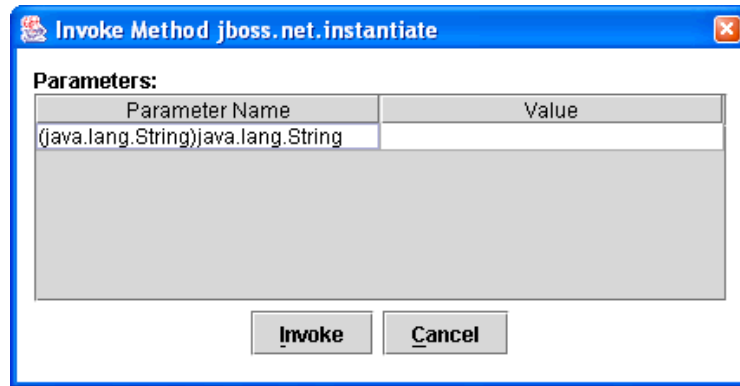 Invoke Method jboss.net.instantiate
Parameters:
Parameter Name Value
(java.lang.String)java.lang.String
Invoke Cancel